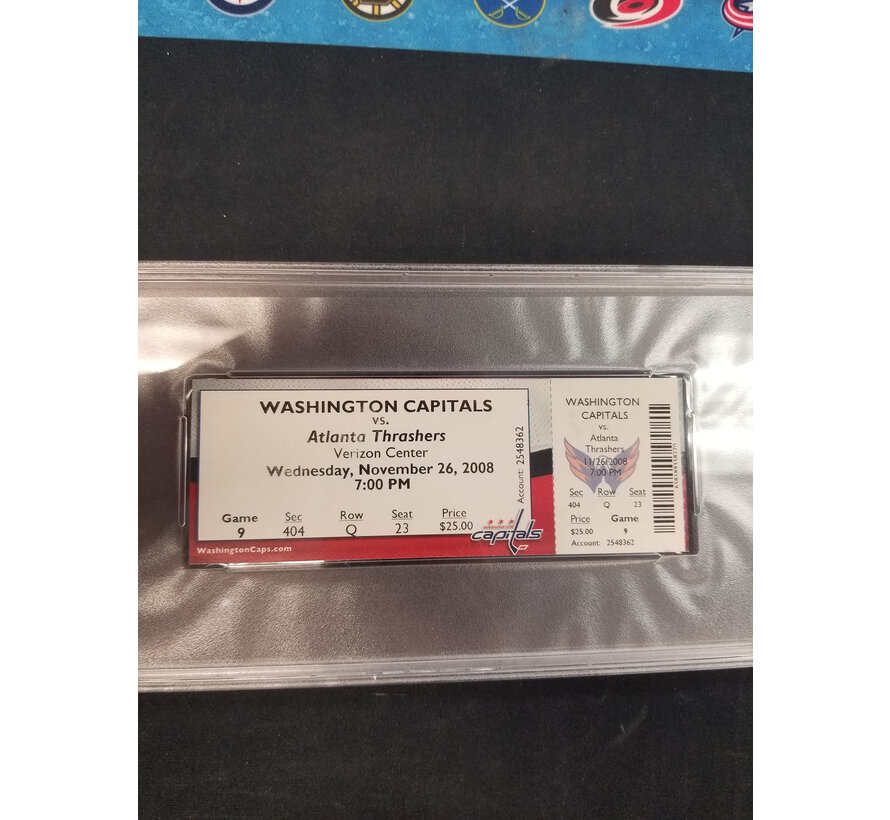 WASHINGTON CAPITALS
vs.
Atlanta Thrashers
Verizon Center
Wednesday, November 26, 2008
7:00 PM
Game Sec Row Seat Price
9 404 Q 23 $25.00
Account: 2548362
WASHINGTON
capitals
WashingtonCaps.com
WASHINGTON
CAPITALS
vs.
Atlanta
Thrashers
11/26/2008
7:00 PM
Sec Row Seat
404 Q 23
Price Game
$25.00 9
Account: 2548362